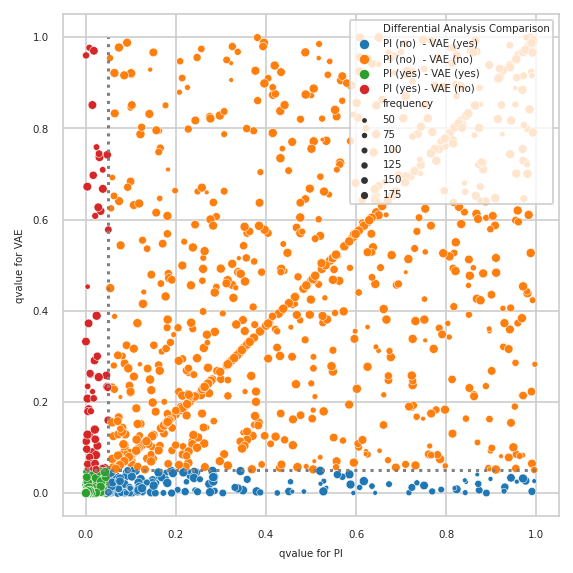 Differential Analysis Comparison
PI (no)  - VAE (yes)
PI (no)  - VAE (no)
PI (yes) - VAE (yes)
PI (yes) - VAE (no)
frequency
50
75
100
125
150
175
1.0
0.8
0.6
0.4
0.2
0.0
qvalue for VAE
0.0 0.2 0.4 0.6 0.8 1.0
qvalue for PI